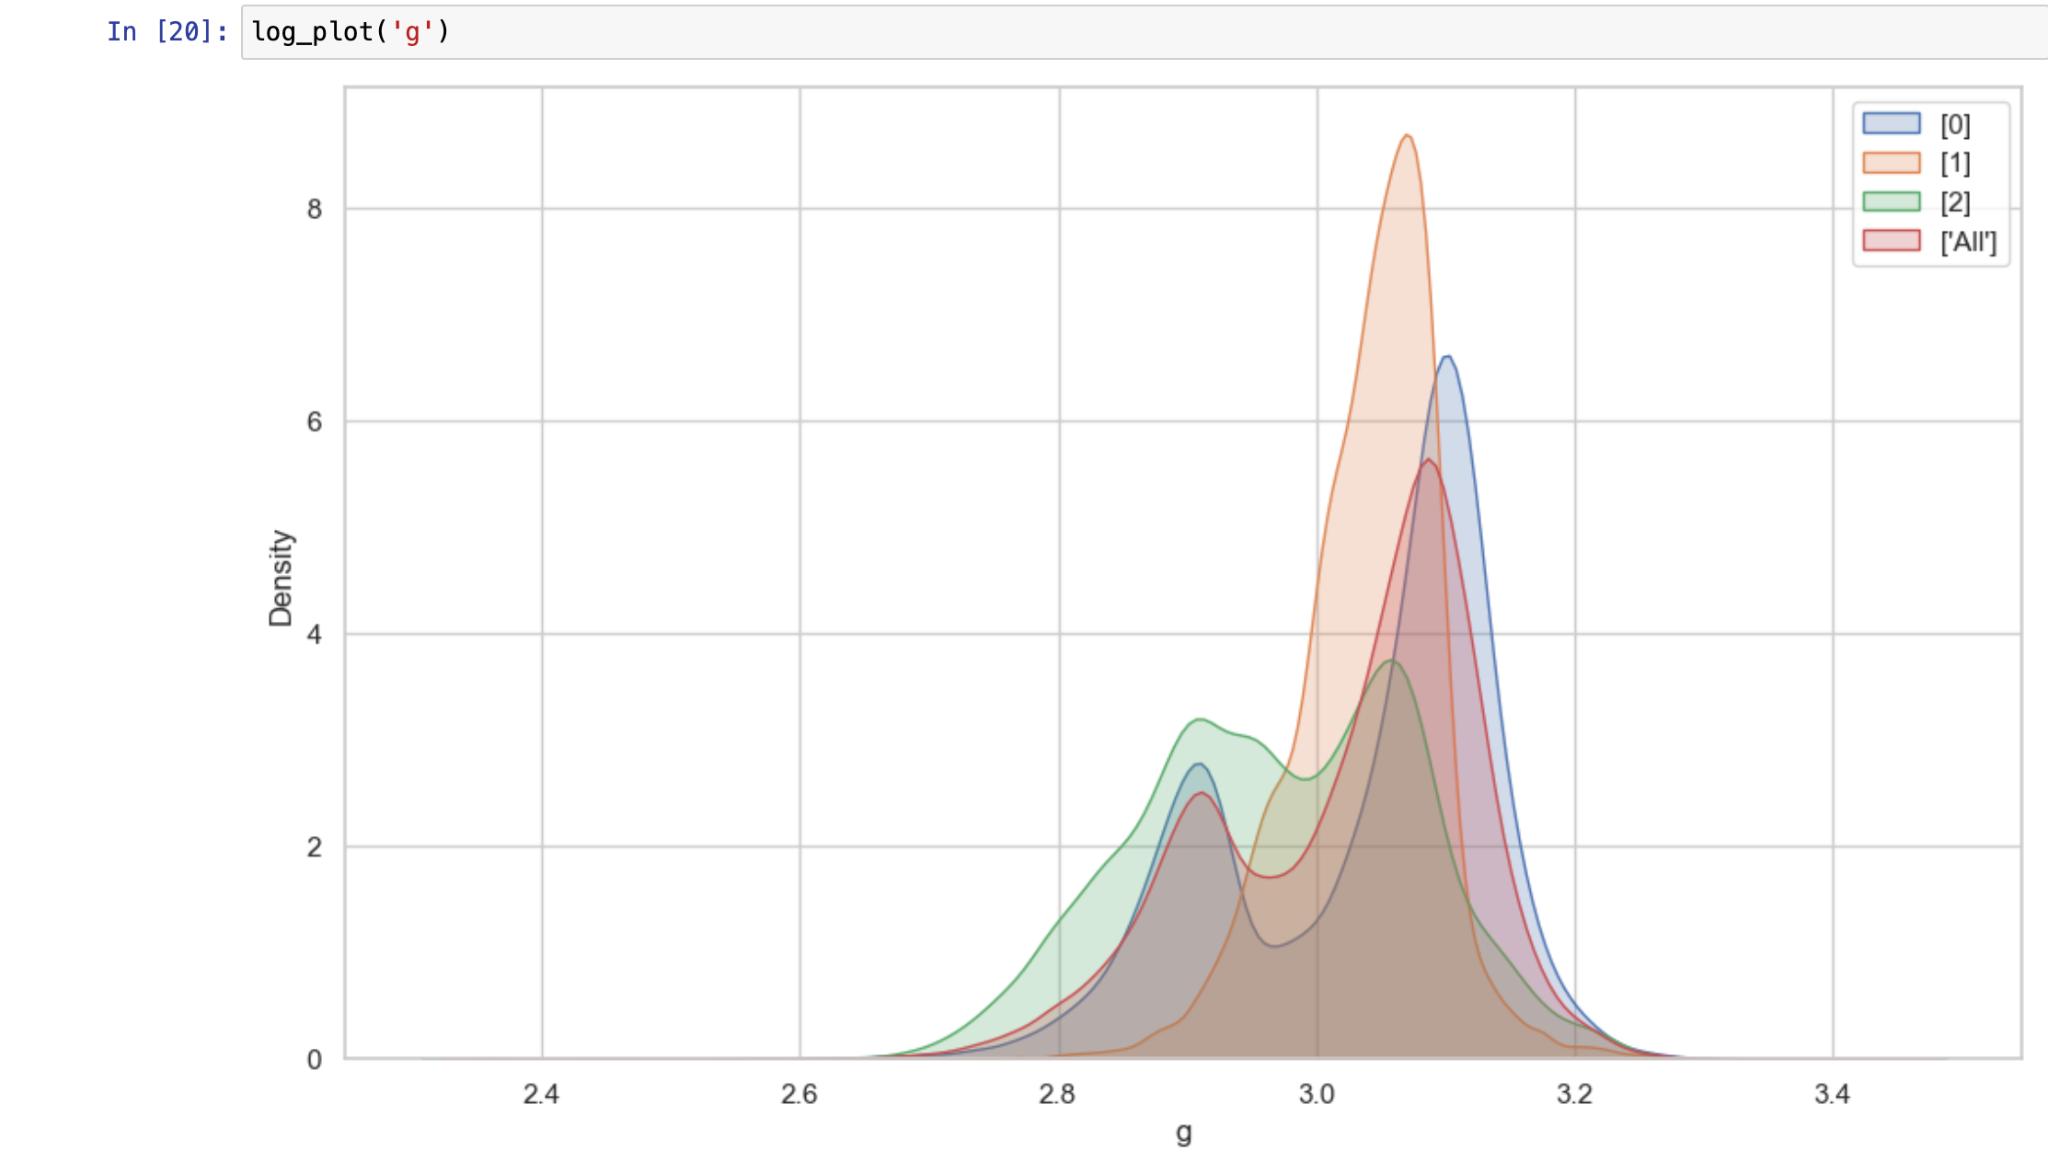 In [20]: log_plot('g')
[0]
[1]
[2]
['All']
8
6
4
2
0
Density
2.4 2.6 2.8 3.0 3.2 3.4
g